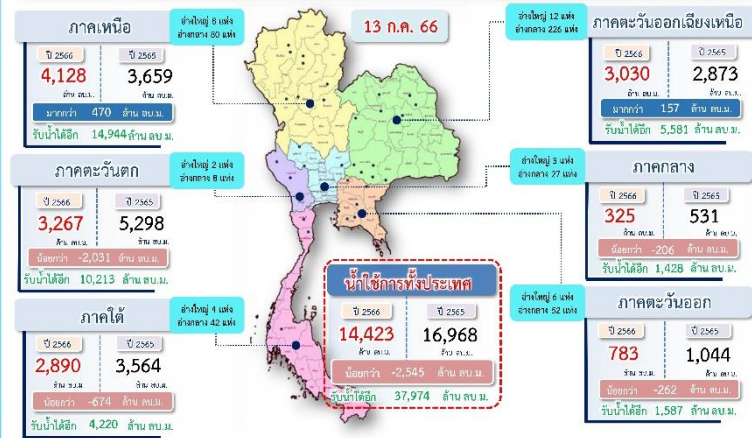 ภาคเหนือ
ปี 2566 ปี 2565
4,128 3,659
ล้าน ลบ.ม. ล้าน ลบ.ม.
มากกว่า 470 ล้าน ลบ.ม.
รับน้ำได้อีก 14,944 ล้าน ลบ.ม.
อ่างใหญ่ 8 แห่ง
อ่างกลาง 80 แห่ง
13 ก.ค. 66
อ่างใหญ่ 12 แห่ง
อ่างกลาง 226 แห่ง
ภาคตะวันออกเฉียงเหนือ
ปี 2566 ปี 2565
3,030 2,873
ล้าน ลบ.ม. ล้าน ลบ.ม.
มากกว่า 157 ล้าน ลบ.ม.
รับน้ำได้อีก 5,581 ล้าน ลบ.ม.
ภาคตะวันตก
ปี 2566 ปี 2565
3,267 5,298
ล้าน ลบ.ม. ล้าน ลบ.ม.
น้อยกว่า -2,031 ล้าน ลบ.ม.
รับน้ำได้อีก 10,213 ล้าน ลบ.ม.
อ่างใหญ่ 2 แห่ง
อ่างกลาง 8 แห่ง
อ่างใหญ่ 3 แห่ง
อ่างกลาง 27 แห่ง
ภาคกลาง
ปี 2566 ปี 2565
325 531
ล้าน ลบ.ม. ล้าน ลบ.ม.
น้อยกว่า -206 ล้าน ลบ.ม.
รับน้ำได้อีก 1,428 ล้าน ลบ.ม.
ภาคใต้
ปี 2566 ปี 2565
2,890 3,564
ล้าน ลบ.ม. ล้าน ลบ.ม.
น้อยกว่า -674 ล้าน ลบ.ม.
รับน้ำได้อีก 4,220 ล้าน ลบ.ม.
อ่างใหญ่ 4 แห่ง
อ่างกลาง 42 แห่ง
น้ำใช้การทั้งประเทศ
ปี 2566 ปี 2565
14,423 16,968
ล้าน ลบ.ม. ล้าน ลบ.ม.
น้อยกว่า -2,545 ล้าน ลบ.ม.
รับน้ำได้อีก 37,974 ล้าน ลบ.ม.
อ่างใหญ่ 6 แห่ง
อ่างกลาง 52 แห่ง
ภาคตะวันออก
ปี 2566 ปี 2565
783 1,044
ล้าน ลบ.ม. ล้าน ลบ.ม.
น้อยกว่า -262 ล้าน ลบ.ม.
รับน้ำได้อีก 1,587 ล้าน ลบ.ม.